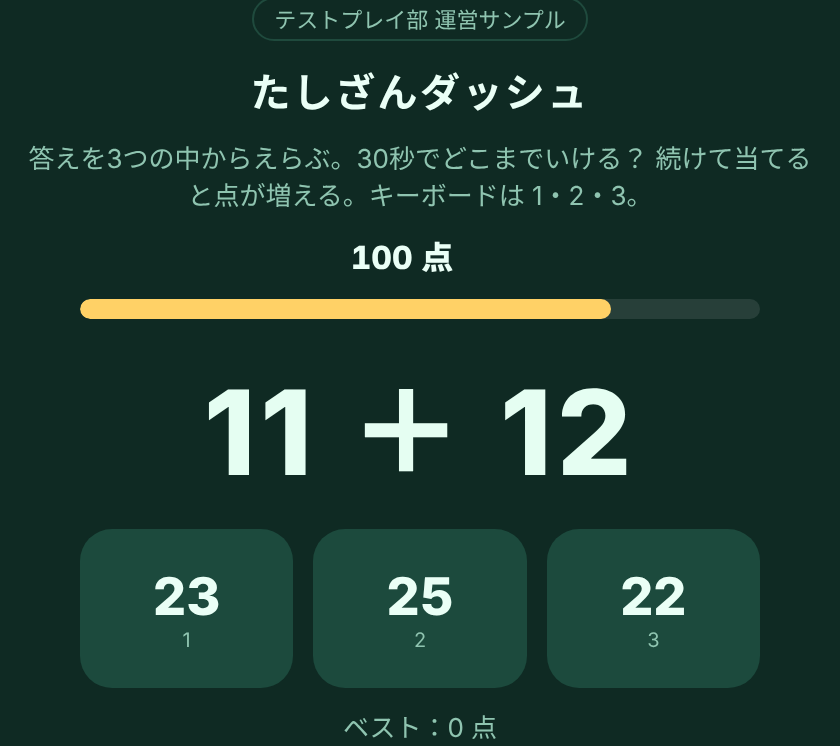 テストプレイ部 運営サンプル
たしざんダッシュ
答えを3つの中からえらぶ。30秒でどこまでいける？ 続けて当てる
と点が増える。キーボードは 1・2・3。
100 点
11 + 12
23 25 22
1 2 3
ベスト：0 点